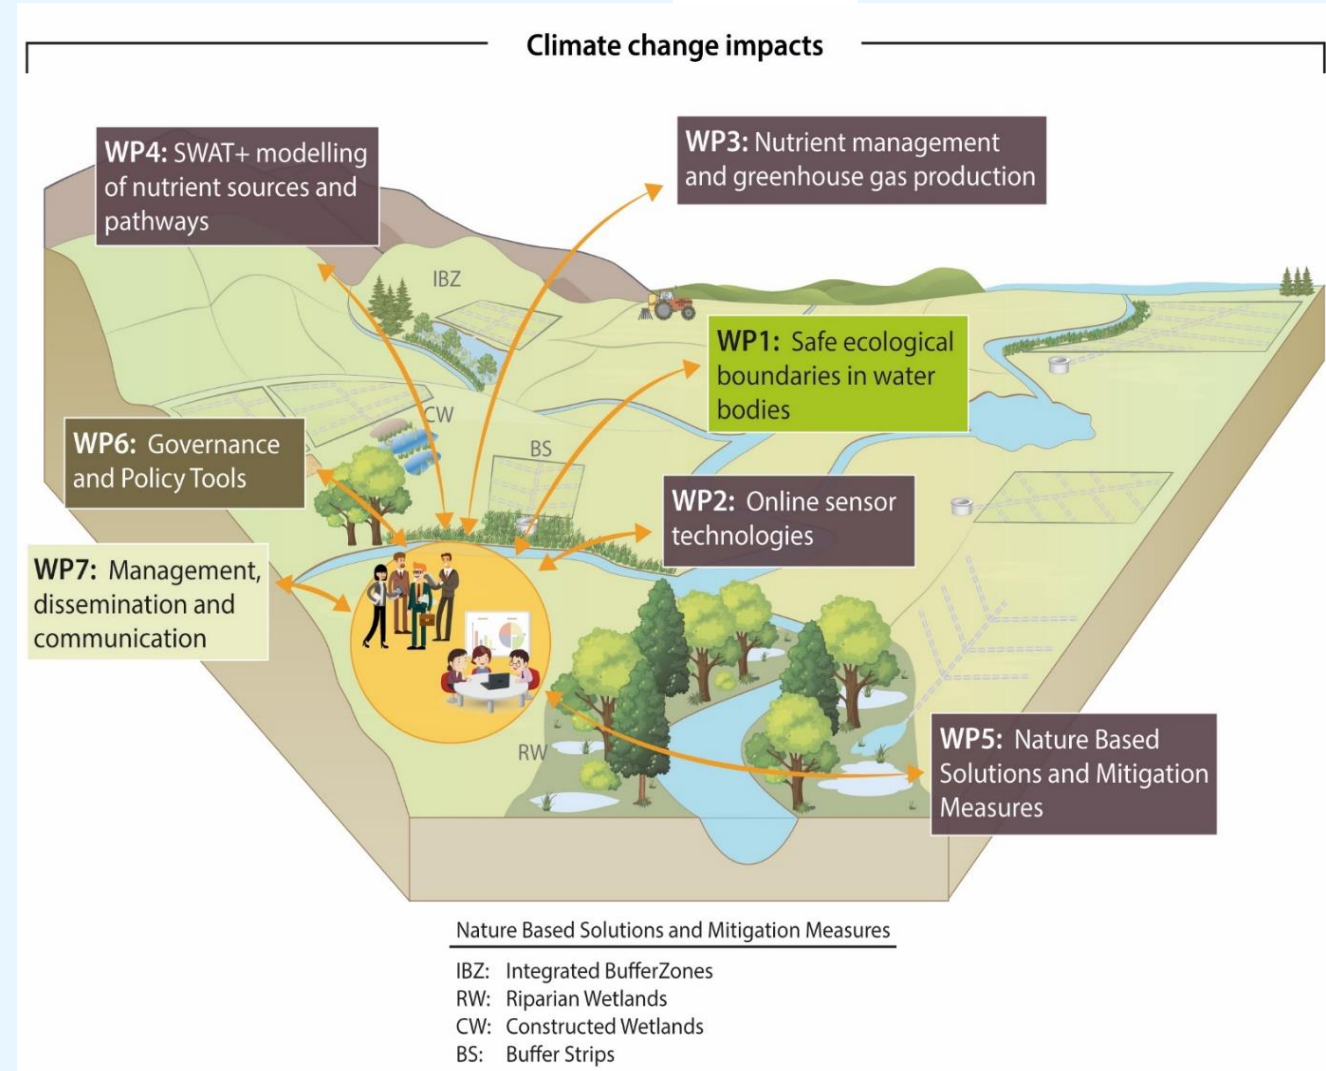 Climate change impacts
WP4: SWAT+ modelling
of nutrient sources and
pathways
WP3: Nutrient management
and greenhouse gas production
IBZ
WP1: Safe ecological
boundaries in water
bodies
CW
WP6: Governance
and Policy Tools
BS
WP2: Online sensor
technologies
WP7: Management,
dissemination and
communication
RW
WP5: Nature Based
Solutions and Mitigation
Measures
Nature Based Solutions and Mitigation Measures
IBZ: Integrated BufferZones
RW: Riparian Wetlands
CW: Constructed Wetlands
BS: Buffer Strips